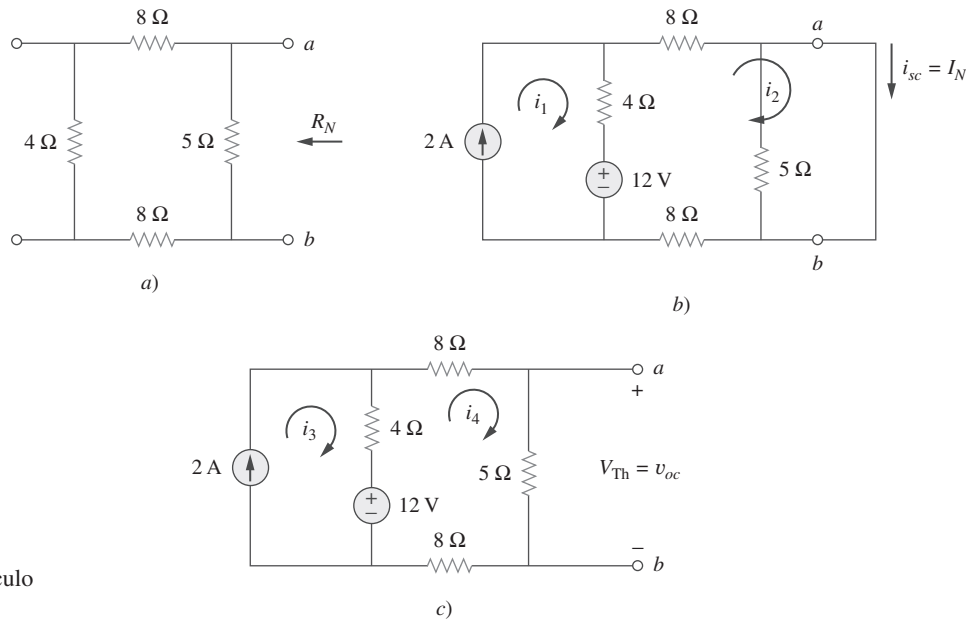 8 Ω
a
4 Ω
5 Ω
R_N
8 Ω
b
a)
8 Ω
a
i_sc = I_N
i_1
4 Ω
i_2
2 A
12 V
5 Ω
8 Ω
b
b)
8 Ω
a
+
i_3
4 Ω
i_4
2 A
5 Ω
V_Th = v_oc
12 V
8 Ω
–
b
c)